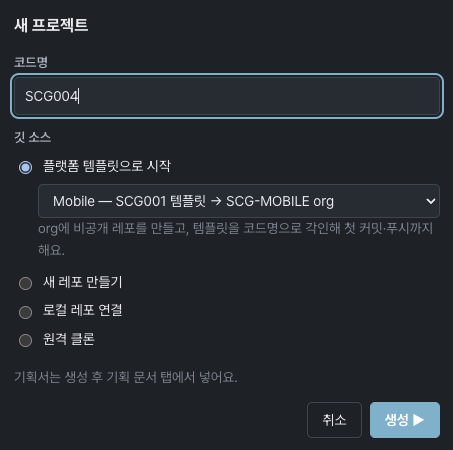 새 프로젝트
코드명
SCG004
깃 소스
플랫폼 템플릿으로 시작
Mobile — SCG001 템플릿 → SCG-MOBILE org
org에 비공개 레포를 만들고, 템플릿을 코드명으로 각인해 첫 커밋·푸시까지
해요.
새 레포 만들기
로컬 레포 연결
원격 클론
기획서는 생성 후 기획 문서 탭에서 넣어요.
취소
생성 ▶